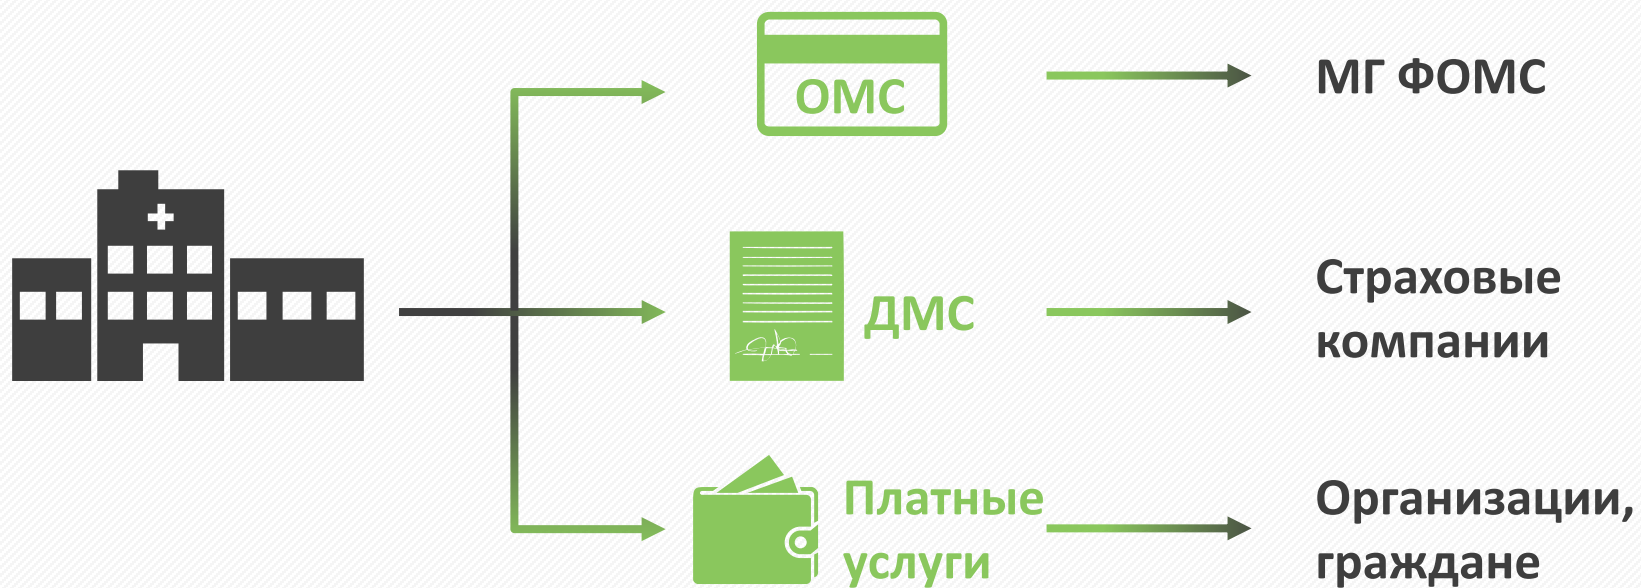 ОМС
МГ ФОМС
ДМС
Страховые
компании
Платные
услуги
Организации,
граждане